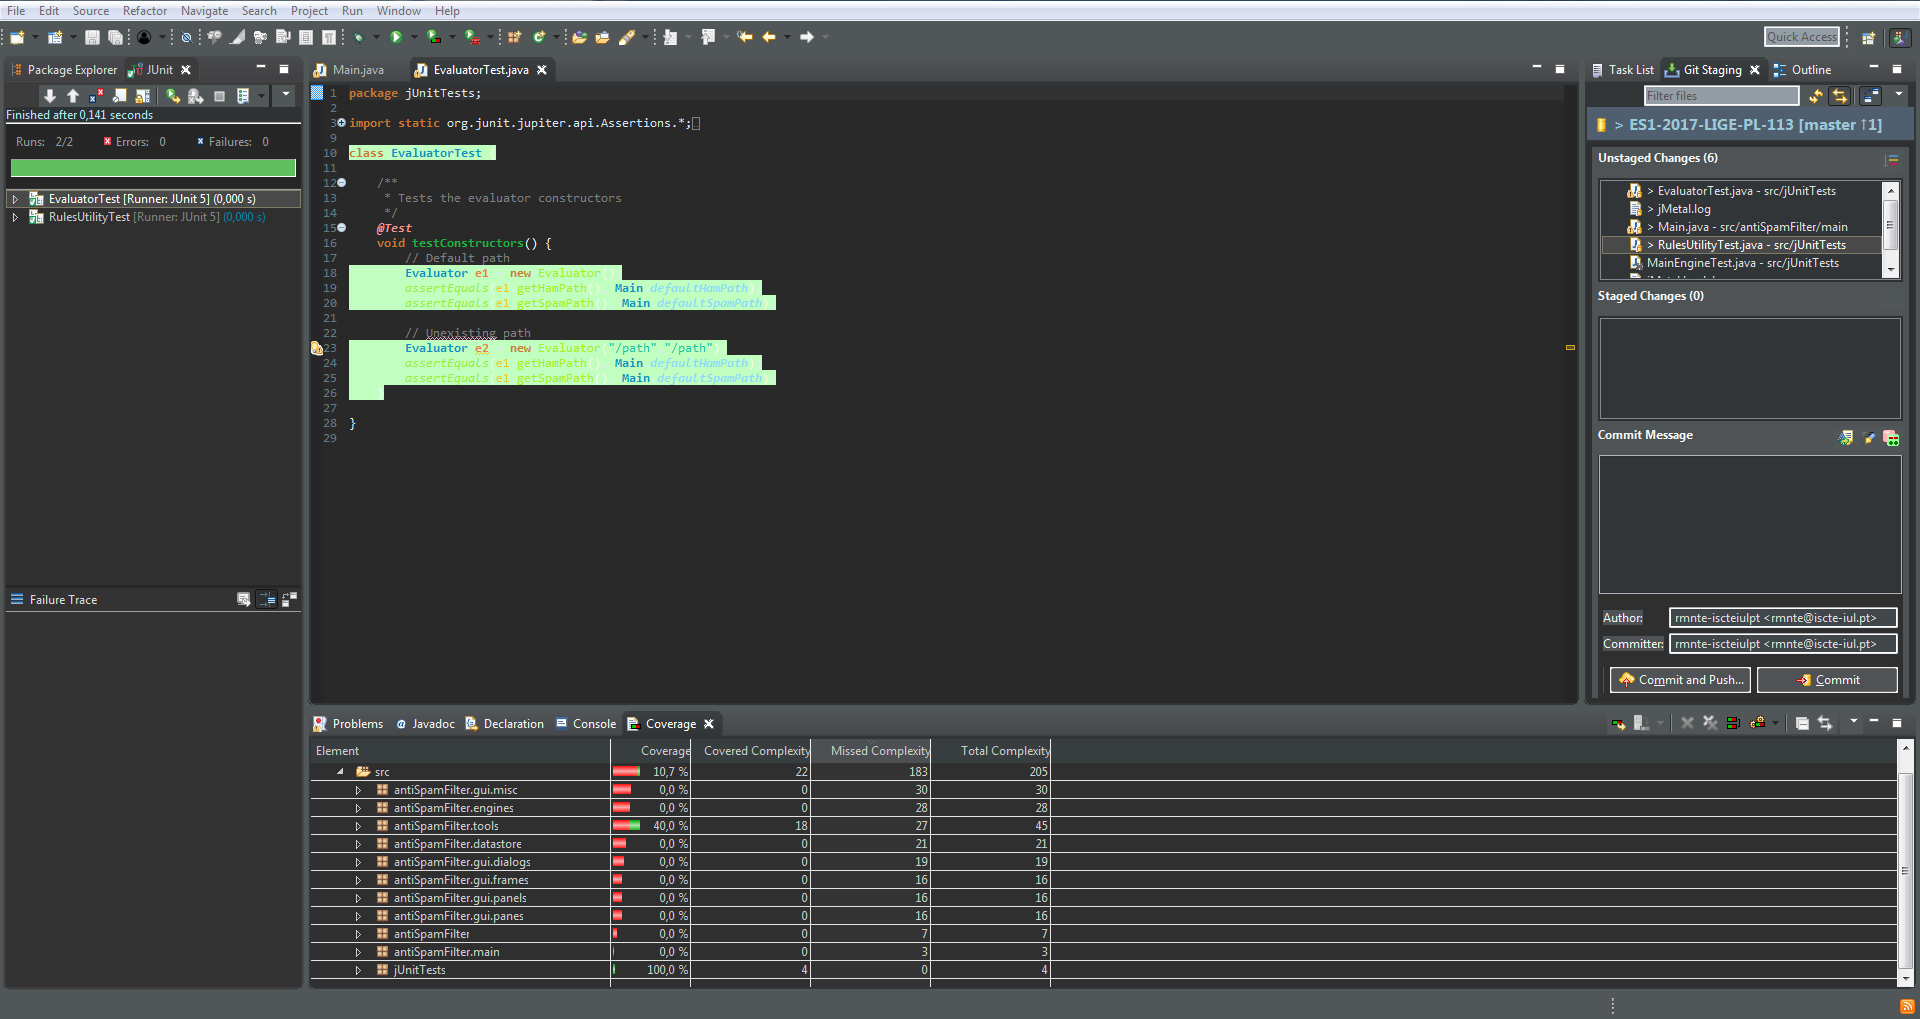 File Edit Source Refactor Navigate Search Project Run Window Help
Quick Access
Package Explorer JUnit
Finished after 0,141 seconds
Runs: 2/2 Errors: 0 Failures: 0
EvaluatorTest [Runner: JUnit 5] (0,000 s)
RulesUtilityTest [Runner: JUnit 5] (0,000 s)
Failure Trace
Main.java EvaluatorTest.java
1 package jUnitTests;
2
3 import static org.junit.jupiter.api.Assertions.*;
9
10 class EvaluatorTest
11
12 /**
13 * Tests the evaluator constructors
14 */
15 @Test
16 void testConstructors() {
17 // Default path
18 Evaluator e1 new Evaluator()
19 assertEquals e1 getHamPath() Main defaultHamPath
20 assertEquals e1 getSpamPath() Main defaultSpamPath
21
22 // Unexisting path
23 Evaluator e2 new Evaluator "/path" "/path"
24 assertEquals e1 getHamPath() Main defaultHamPath
25 assertEquals e1 getSpamPath() Main defaultSpamPath
26
27
28 }
29
Task List Git Staging Outline
Filter files
> ES1-2017-LIGE-PL-113 [master ↑1]
Unstaged Changes (6)
> EvaluatorTest.java - src/jUnitTests
> jMetal.log
> Main.java - src/antiSpamFilter/main
> RulesUtilityTest.java - src/jUnitTests
MainEngineTest.java - src/jUnitTests
Staged Changes (0)
Commit Message
Author: rmnte-iscteiulpt <rmnte@iscte-iul.pt>
Committer: rmnte-iscteiulpt <rmnte@iscte-iul.pt>
Commit and Push... Commit
Problems Javadoc Declaration Console Coverage
Element Coverage Covered Complexity Missed Complexity Total Complexity
src 10,7 % 22 183 205
antiSpamFilter.gui.misc 0,0 % 0 30 30
antiSpamFilter.engines 0,0 % 0 28 28
antiSpamFilter.tools 40,0 % 18 27 45
antiSpamFilter.datastore 0,0 % 0 21 21
antiSpamFilter.gui.dialogs 0,0 % 0 19 19
antiSpamFilter.gui.frames 0,0 % 0 16 16
antiSpamFilter.gui.panels 0,0 % 0 16 16
antiSpamFilter.gui.panes 0,0 % 0 16 16
antiSpamFilter 0,0 % 0 7 7
antiSpamFilter.main 0,0 % 0 3 3
jUnitTests 100,0 % 4 0 4